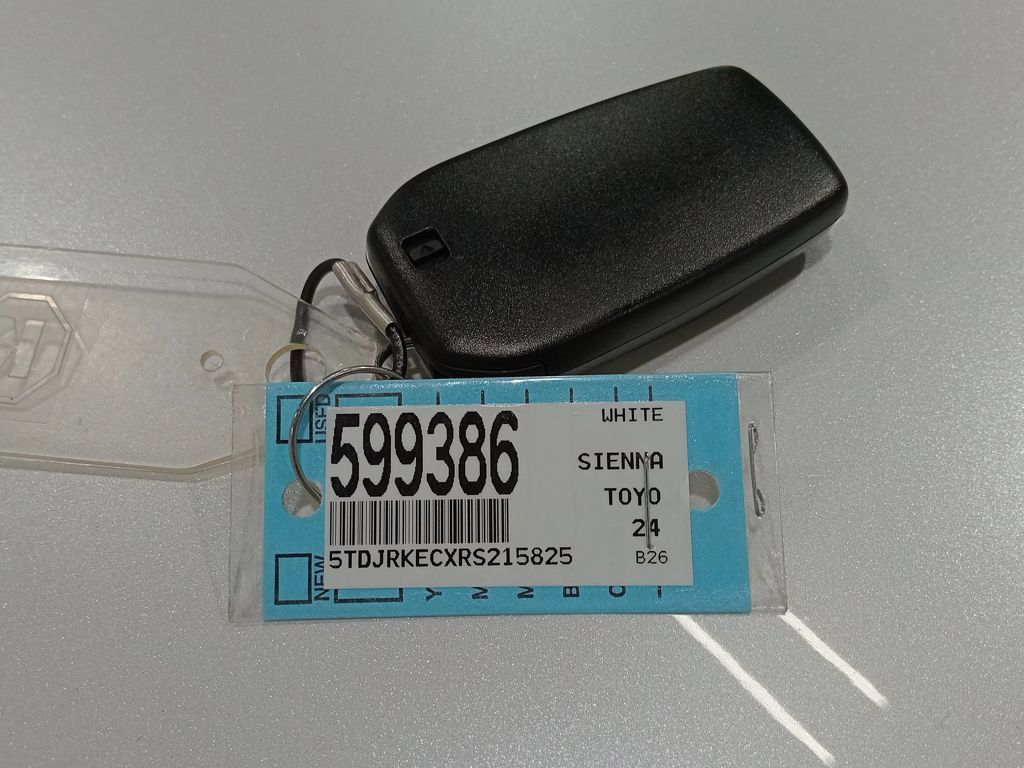 USED
599386
WHITE
SIENNA
TOYO
24
5TDJRKECXRS215825
B26
NEW